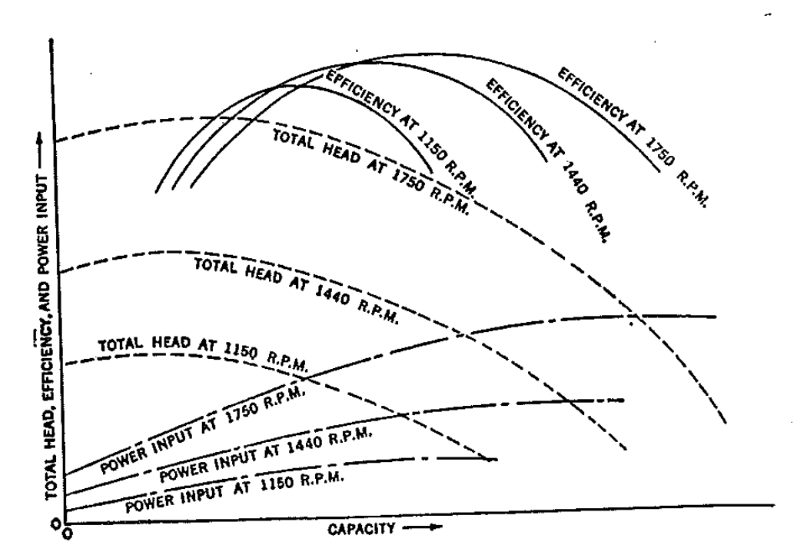 TOTAL HEAD, EFFICIENCY, AND POWER INPUT
EFFICIENCY AT 1150 R.P.M.
EFFICIENCY AT 1440 R.P.M.
EFFICIENCY AT 1750 R.P.M.
TOTAL HEAD AT 1750 R.P.M.
TOTAL HEAD AT 1440 R.P.M.
TOTAL HEAD AT 1150 R.P.M.
POWER INPUT AT 1750 R.P.M.
POWER INPUT AT 1440 R.P.M.
POWER INPUT AT 1150 R.P.M.
0
0
CAPACITY